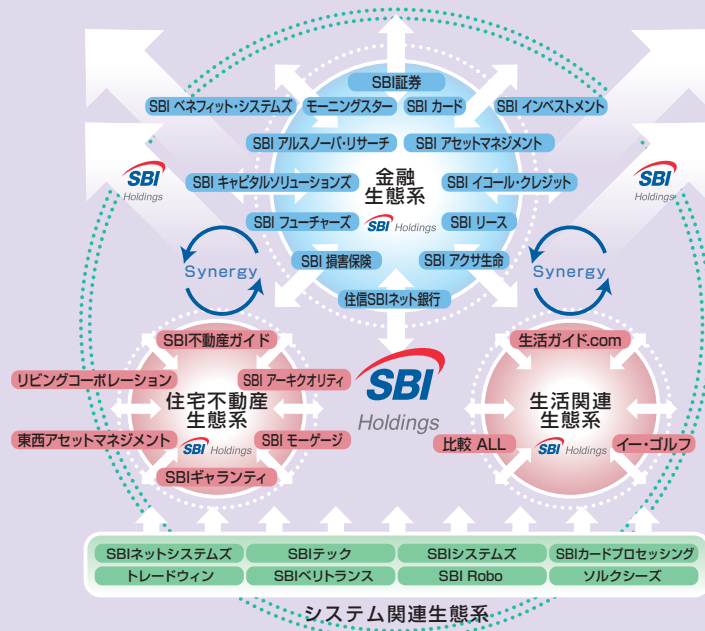 SBI証券
SBI ベネフィット・システムズ
モーニングスター
SBI カード
SBI インベストメント
SBI アルスノーバ・リサーチ
SBI アセットマネジメント
SBI Holdings
SBI キャピタルソリューションズ
金融
生態系
SBI Holdings
SBI イコール・クレジット
SBI Holdings
SBI フューチャーズ
SBI リース
Synergy
SBI 損害保険
SBI アクサ生命
Synergy
住信SBIネット銀行
SBI不動産ガイド
生活ガイド.com
リビングコーポレーション
SBI アーキクオリティ
SBI
Holdings
住宅不動産
生態系
SBI Holdings
東西アセットマネジメント
SBI モーゲージ
SBIギャランティ
生活関連
生態系
SBI Holdings
比較 ALL
イー・ゴルフ
SBIネットシステムズ
SBIテック
SBIシステムズ
SBIカードプロセッシング
トレードウィン
SBIベリトランス
SBI Robo
ソルクシーズ
システム関連生態系